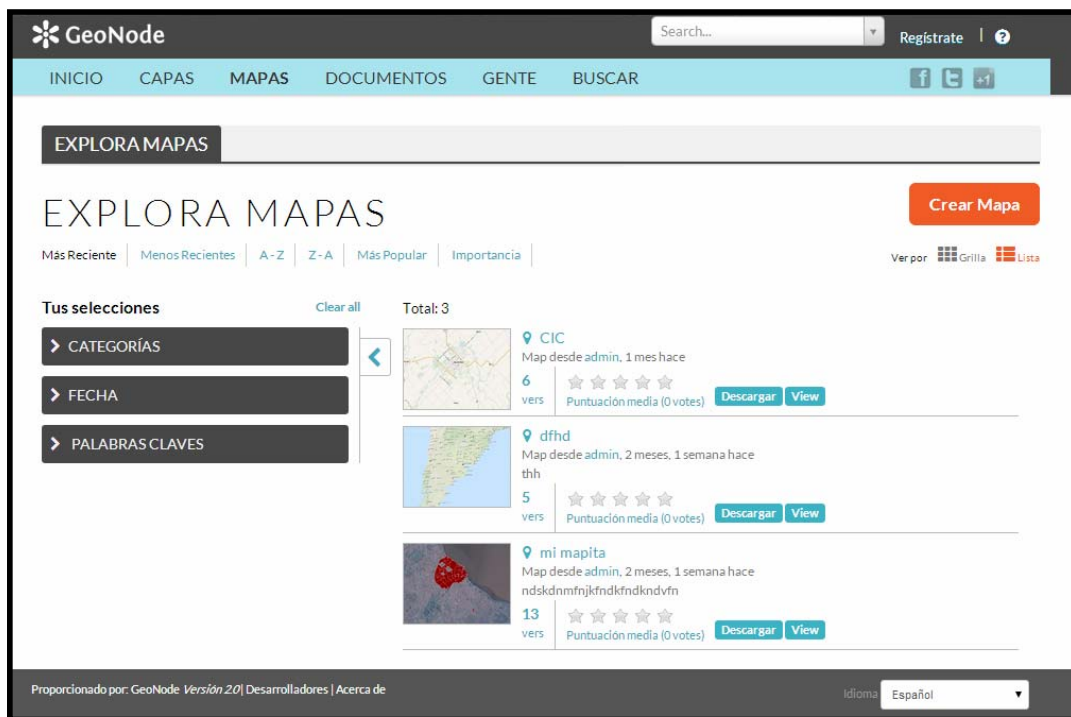 GeoNode
Search...
Regístrate | ?
INICIO CAPAS MAPAS DOCUMENTOS GENTE BUSCAR
f t +1
EXPLORA MAPAS
EXPLORA MAPAS
Crear Mapa
Más Reciente Menos Recientes A - Z Z - A Más Popular Importancia
Ver por Grilla Lista
Tus selecciones Clear all
CATEGORÍAS
FECHA
PALABRAS CLAVES
Total: 3
CIC
Map desde admin, 1 mes hace
6 vers
Puntuación media (0 votes) Descargar View
dfhd
Map desde admin, 2 meses, 1 semana hace
thh
5 vers
Puntuación media (0 votes) Descargar View
mi mapita
Map desde admin, 2 meses, 1 semana hace
ndskdnmfnjkfndkfndkndvfn
13 vers
Puntuación media (0 votes) Descargar View
Proporcionado por: GeoNode Versión 2.0| Desarrolladores | Acerca de
Idioma Español